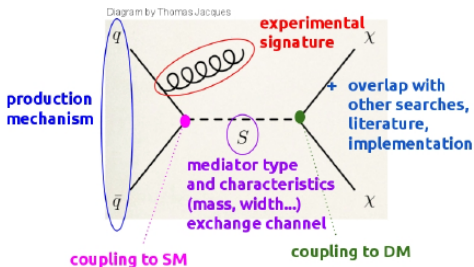 Diagram by Thomas Jacques
q
experimental
signature
χ
production
mechanism
+ overlap with
other searches,
literature,
implementation
S
mediator type
and characteristics
(mass, width...)
exchange channel
q̄
χ
coupling to SM
coupling to DM